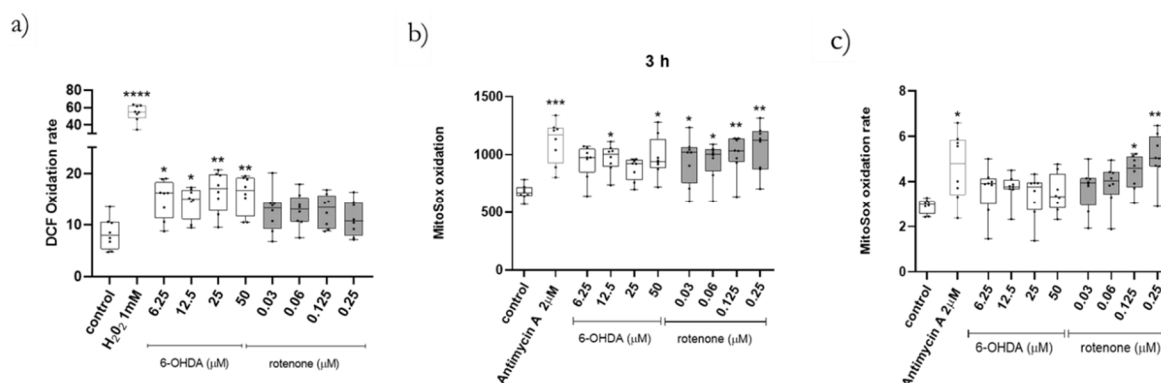 a)
DCF Oxidation rate
80
60
40
20
10
0
****
*
*
**
**
control
H₂O₂ 1mM
6.25
12.5
25
50
0.03
0.06
0.125
0.25
6-OHDA (µM)
rotenone (µM)
b)
3 h
MitoSox oxidation
1500
1000
500
0
***
*
*
*
*
**
**
control
Antimycin A 2µM
6.25
12.5
25
50
0.03
0.06
0.125
0.25
6-OHDA (µM)
rotenone (µM)
c)
MitoSox oxidation rate
8
6
4
2
0
*
*
**
control
Antimycin A 2µM
6.25
12.5
25
50
0.03
0.06
0.125
0.25
6-OHDA (µM)
rotenone (µM)